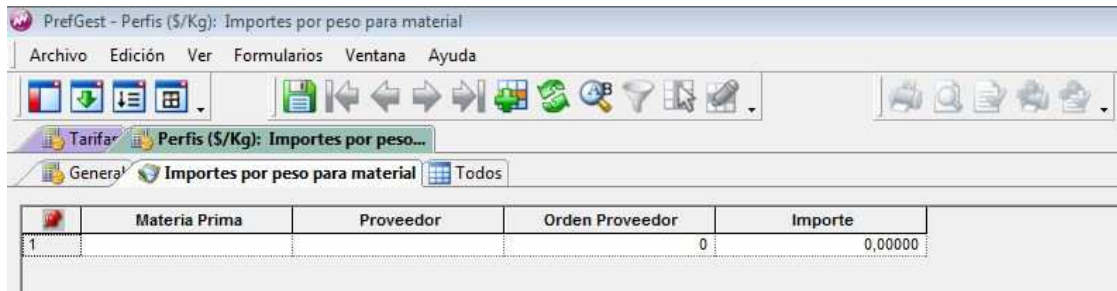 PrefGest - Perfis ($/Kg): Importes por peso para material
Archivo Edición Ver Formularios Ventana Ayuda
Tarifas Perfis ($/Kg): Importes por peso...
General Importes por peso para material Todos
Materia Prima Proveedor Orden Proveedor Importe
1 0 0,00000